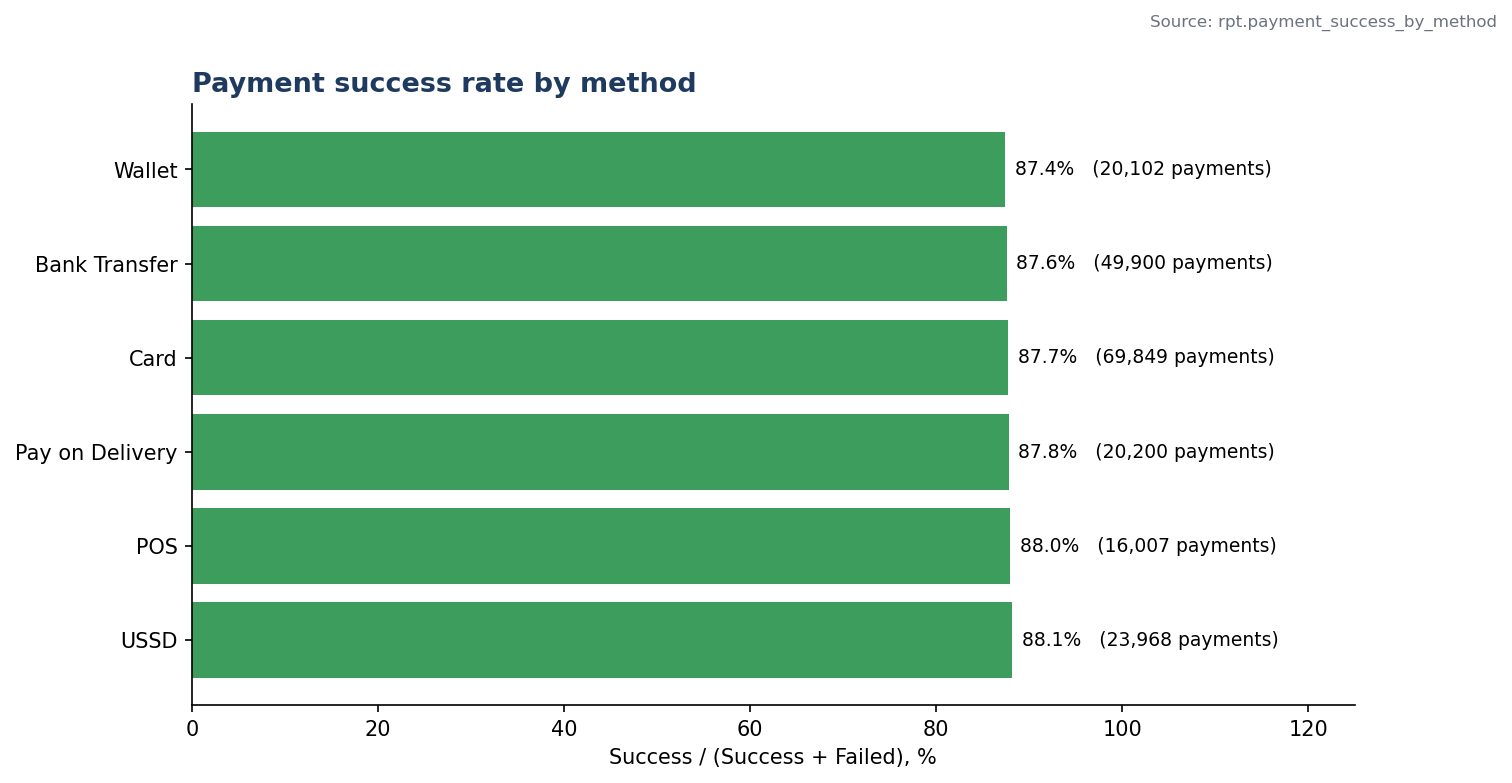 Source: rpt.payment_success_by_method
Payment success rate by method
Wallet 87.4% (20,102 payments)
Bank Transfer 87.6% (49,900 payments)
Card 87.7% (69,849 payments)
Pay on Delivery 87.8% (20,200 payments)
POS 88.0% (16,007 payments)
USSD 88.1% (23,968 payments)
0 20 40 60 80 100 120
Success / (Success + Failed), %